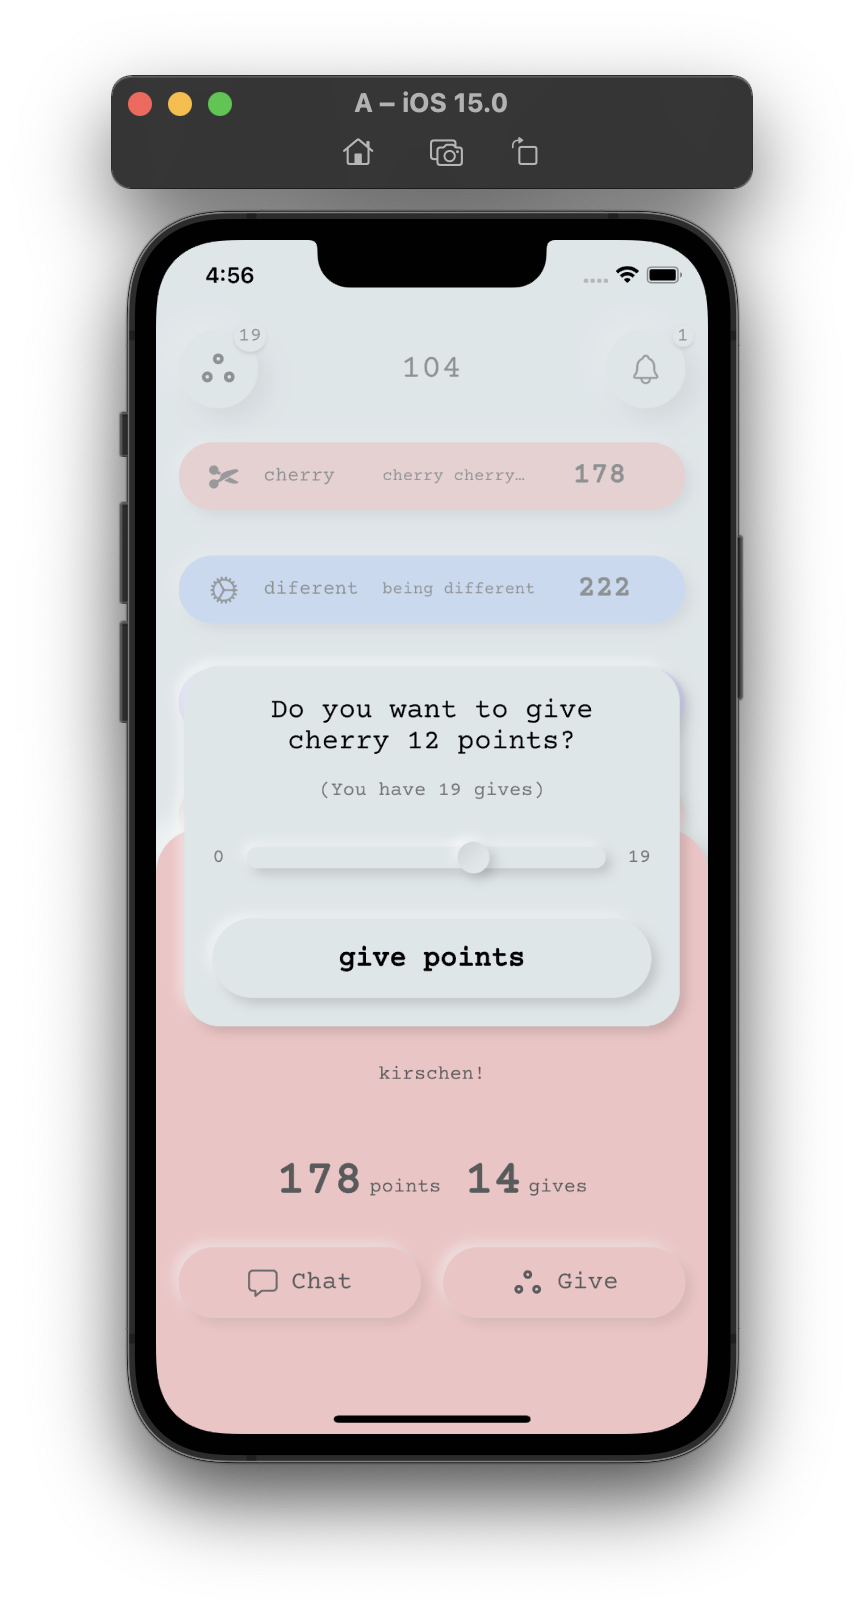 A – iOS 15.0
4:56
19
104
1
cherry cherry cherry… 178
diferent being different 222
Do you want to give
cherry 12 points?
(You have 19 gives)
0 19
give points
kirschen!
178 points 14 gives
Chat Give